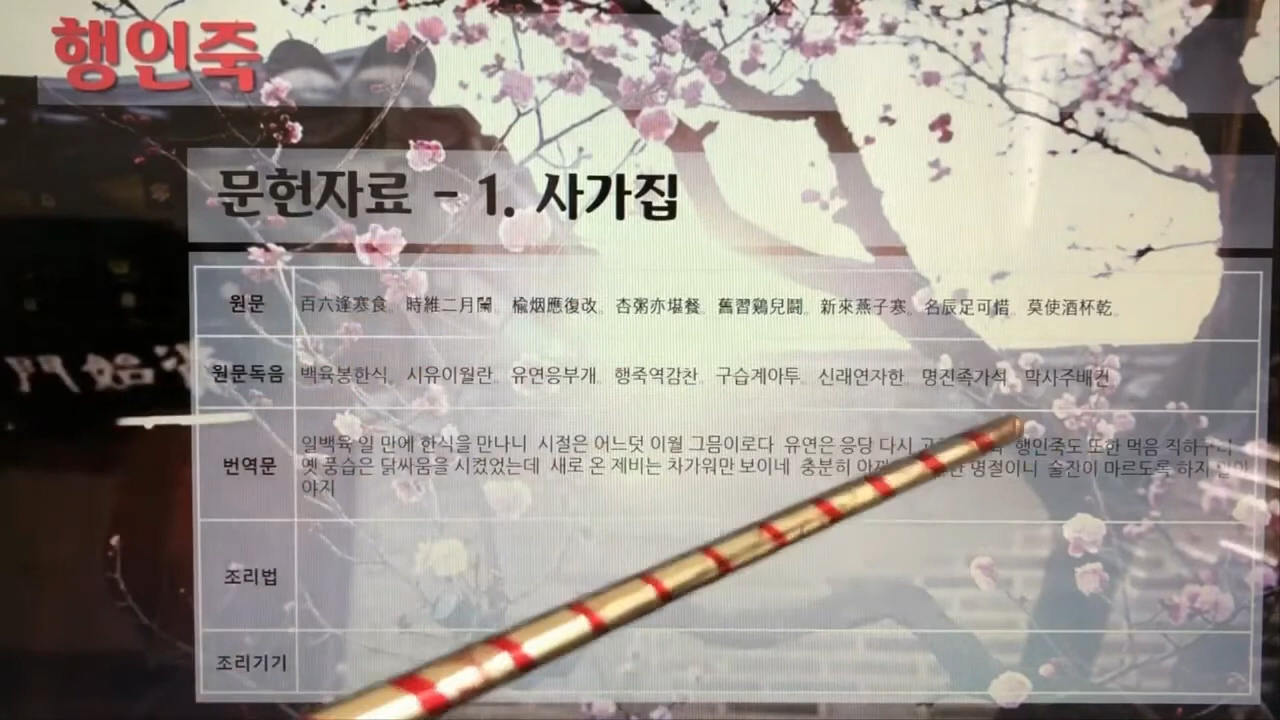 행인죽
문헌자료 - 1. 사가집
원문
百六逢寒食。 時維二月闌。 楡烟應復改。 杏粥亦堪餐。 舊習鷄兒鬪。 新來燕子寒。 名辰足可惜。 莫使酒杯乾。
門始
원문독음
백육봉한식。 시유이월란。 유연응부개。 행죽역감찬。 구습계아투。 신래연자한。 명진족가석。 막사주배건
번역문
일백육 일 만에 한식을 만나니 시절은 어느덧 이월 그믐이로다 유연은 응당 다시 행인죽도 또한 먹음 직하구나
옛 풍습은 닭싸움을 시켰었는데 새로 온 제비는 차가워만 보이네 충분히 명절이니 술잔이 마르도록 하지 말아
야지
조리법
조리기기